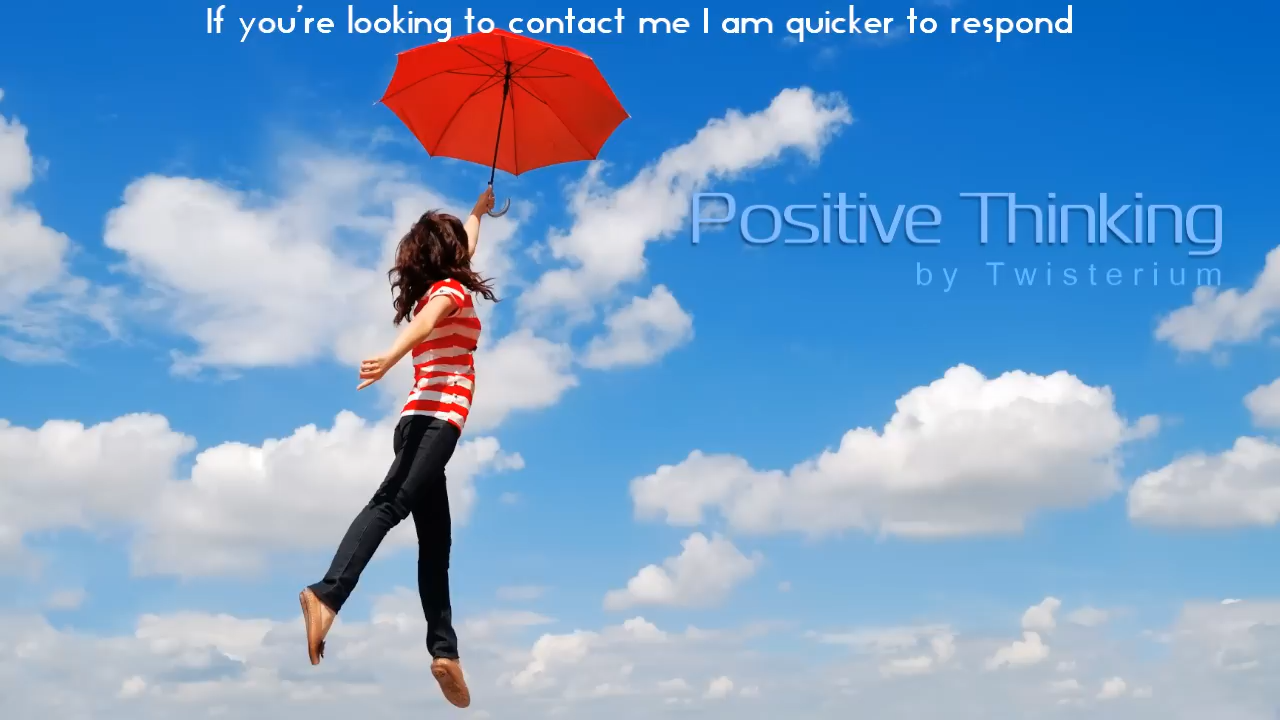 If you're looking to contact me I am quicker to respond
Positive Thinking
by Twisterium